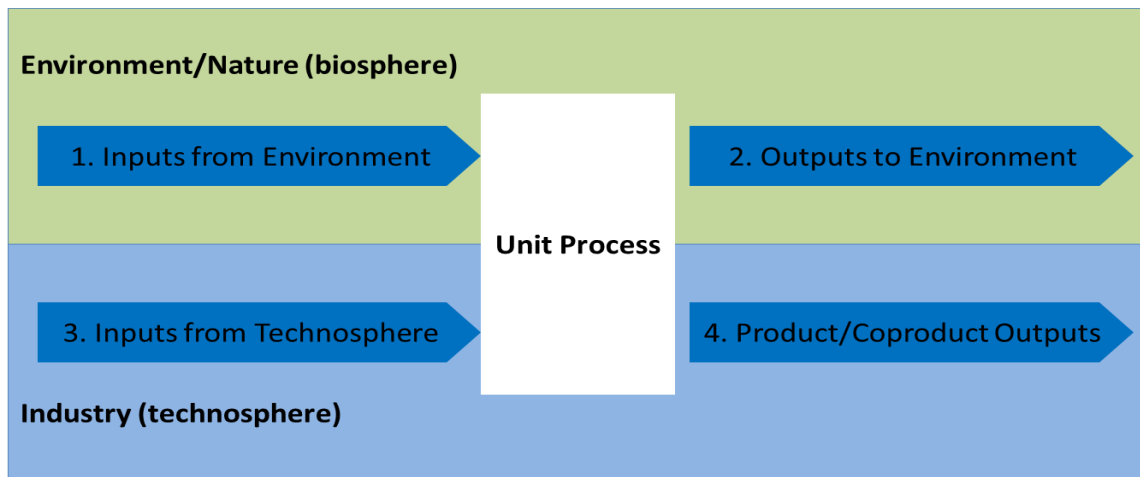 Environment/Nature (biosphere)
1. Inputs from Environment
2. Outputs to Environment
Unit Process
3. Inputs from Technosphere
4. Product/Coproduct Outputs
Industry (technosphere)